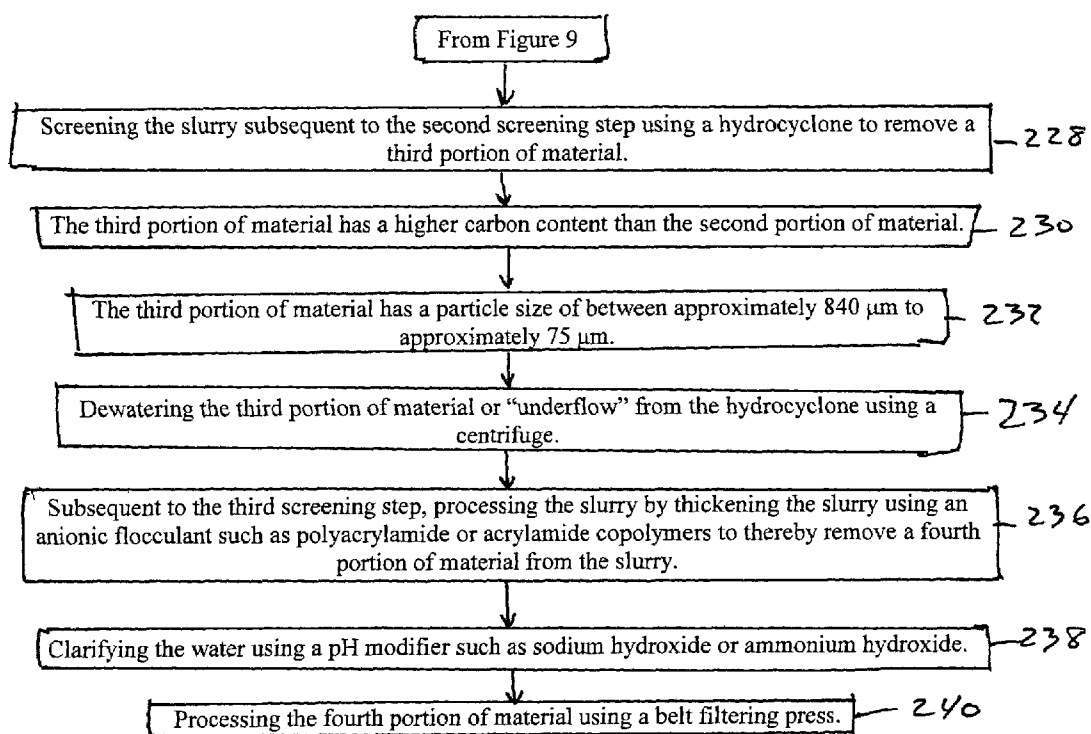 From Figure 9
Screening the slurry subsequent to the second screening step using a hydrocyclone to remove a
third portion of material.
228
The third portion of material has a higher carbon content than the second portion of material.
230
The third portion of material has a particle size of between approximately 840 µm to
approximately 75 µm.
232
Dewatering the third portion of material or “underflow” from the hydrocyclone using a
centrifuge.
234
Subsequent to the third screening step, processing the slurry by thickening the slurry using an
anionic flocculant such as polyacrylamide or acrylamide copolymers to thereby remove a fourth
portion of material from the slurry.
236
Clarifying the water using a pH modifier such as sodium hydroxide or ammonium hydroxide.
238
Processing the fourth portion of material using a belt filtering press.
240